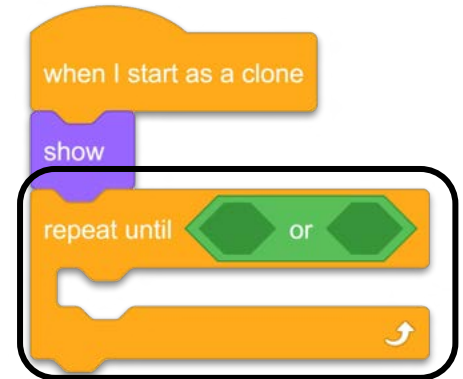 when I start as a clone
show
repeat until or